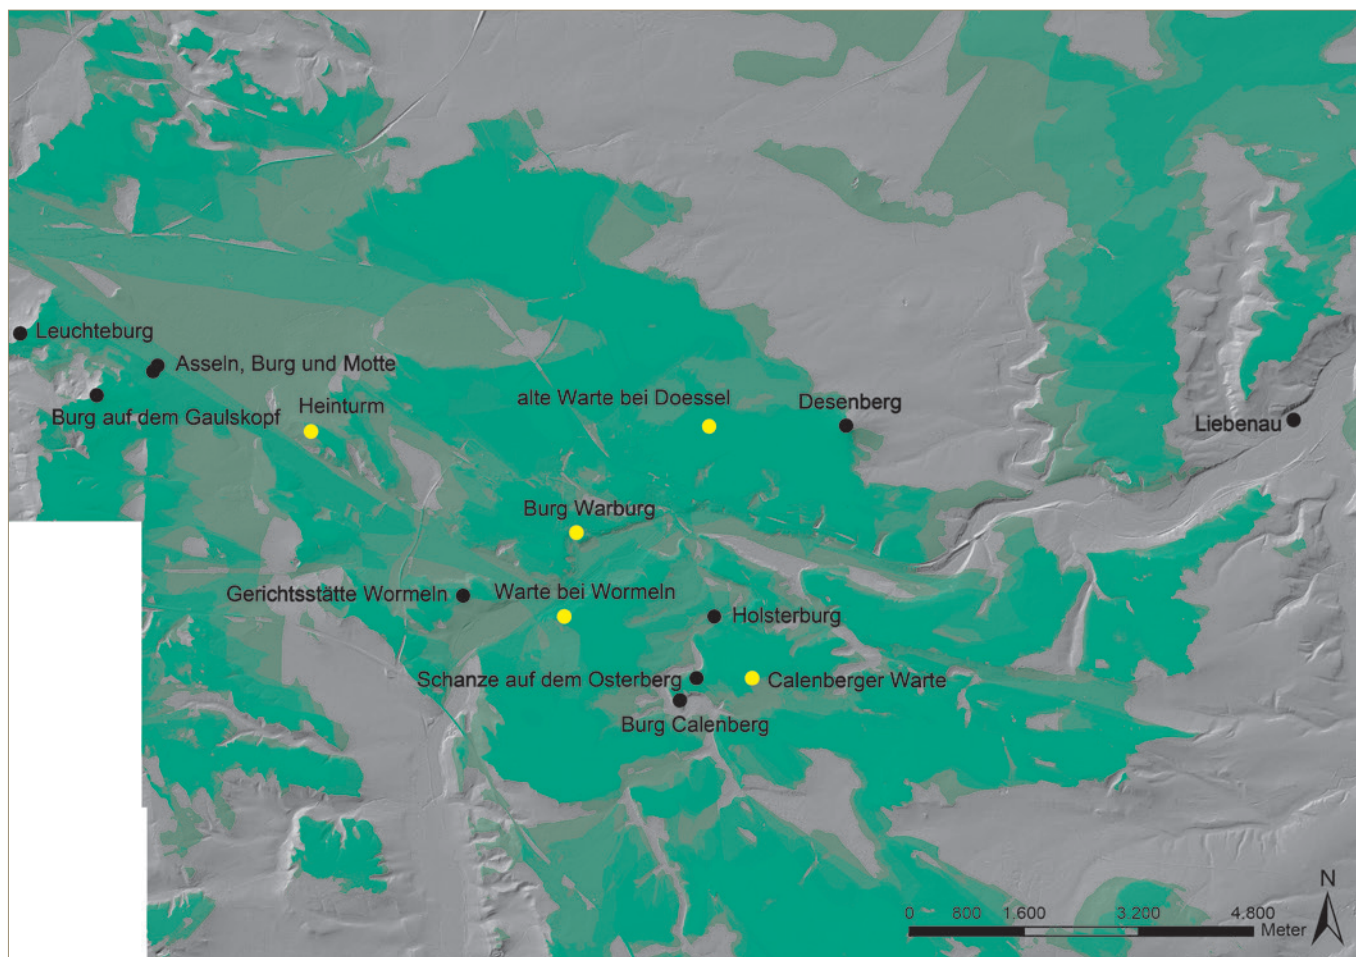 Leuchteburg
Asseln, Burg und Motte
Burg auf dem Gaulskopf
Heinturm
alte Warte bei Doessel
Desenberg
Liebenau
Burg Warburg
Gerichtsstätte Wormeln
Warte bei Wormeln
Holsterburg
Schanze auf dem Osterberg
Calenberger Warte
Burg Calenberg
N
0 800 1.600 3.200 4.800
Meter